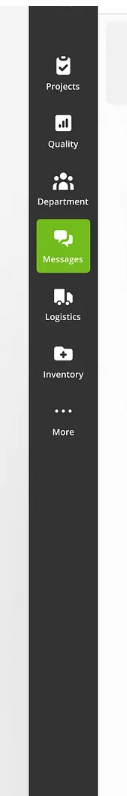 Projects
Quality
Department
Messages
Logistics
Inventory
More